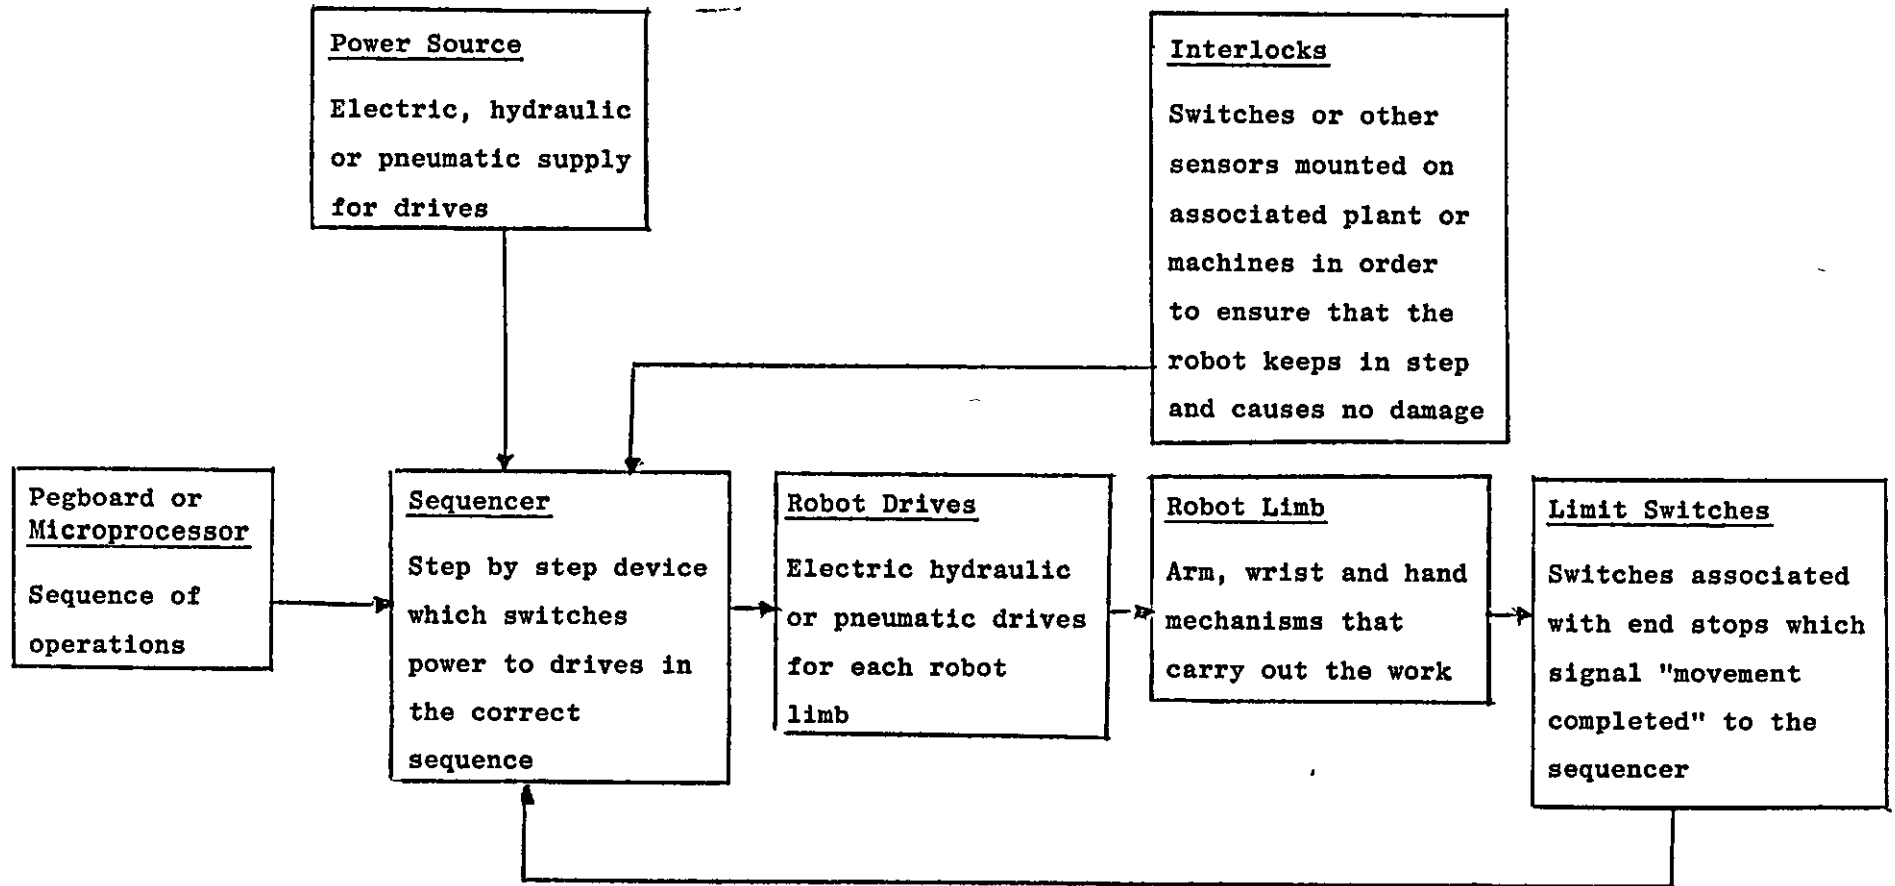 Power Source
Electric, hydraulic
or pneumatic supply
for drives
Interlocks
Switches or other
sensors mounted on
associated plant or
machines in order
to ensure that the
robot keeps in step
and causes no damage
Pegboard or
Microprocessor
Sequence of
operations
Sequencer
Step by step device
which switches
power to drives in
the correct
sequence
Robot Drives
Electric hydraulic
or pneumatic drives
for each robot
limb
Robot Limb
Arm, wrist and hand
mechanisms that
carry out the work
Limit Switches
Switches associated
with end stops which
signal "movement
completed" to the
sequencer